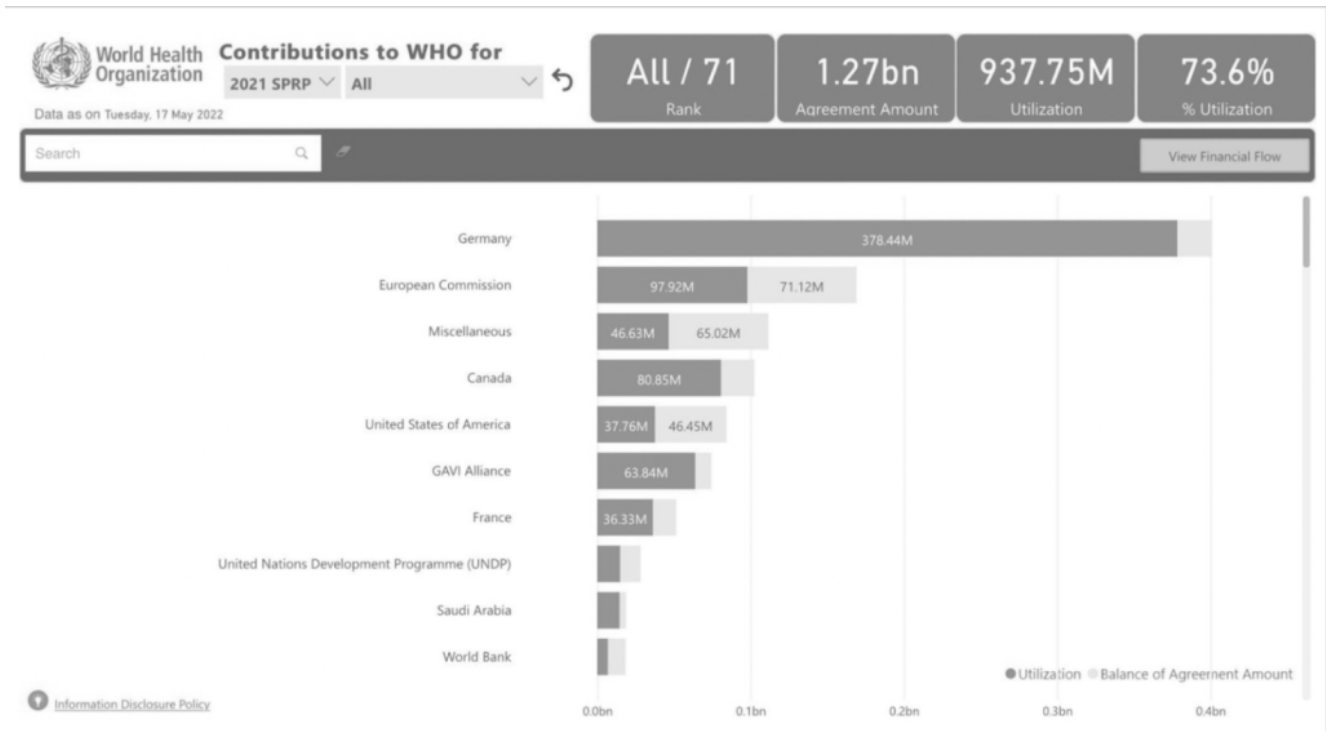 World Health Organization
Contributions to WHO for
2021 SPRP
All
Data as on Tuesday, 17 May 2022
All / 71
Rank
1.27bn
Agreement Amount
937.75M
Utilization
73.6%
% Utilization
Search
View Financial Flow
Germany
378.44M
European Commission
97.92M
71.12M
Miscellaneous
46.63M
65.02M
Canada
80.85M
United States of America
37.76M
46.45M
GAVI Alliance
63.84M
France
36.33M
United Nations Development Programme (UNDP)
Saudi Arabia
World Bank
Utilization
Balance of Agreement Amount
Information Disclosure Policy
0.0bn
0.1bn
0.2bn
0.3bn
0.4bn